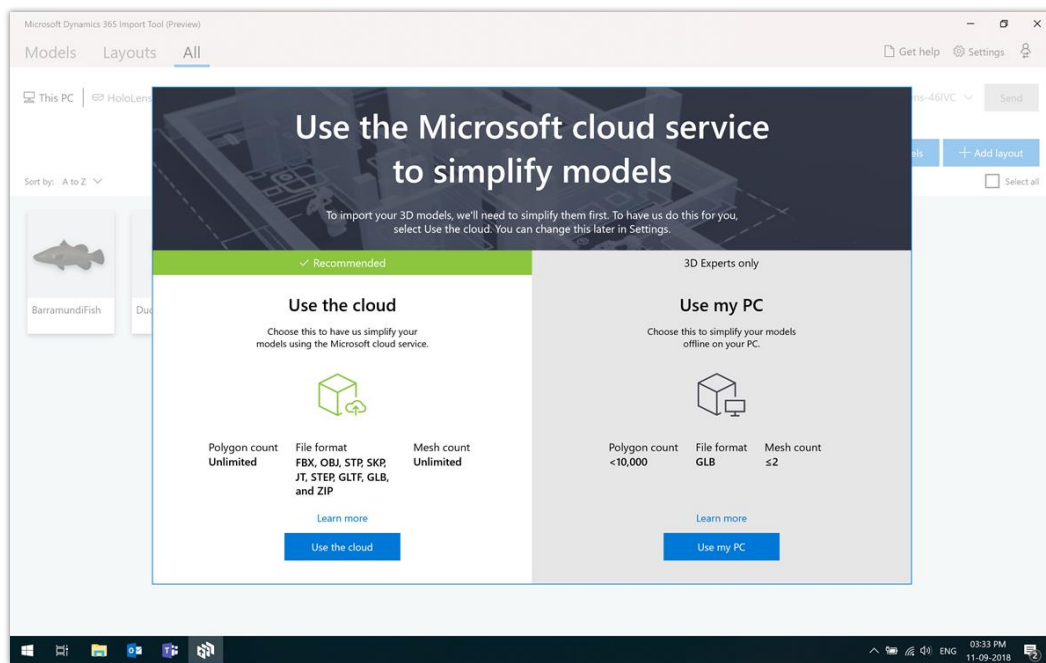 Microsoft Dynamics 365 Import Tool (Preview)
Models Layouts All
Get help Settings
This PC HoloLens
ns-46IVC Send
els + Add layout
Sort by: A to Z
Select all
Use the Microsoft cloud service
to simplify models
To import your 3D models, we'll need to simplify them first. To have us do this for you,
select Use the cloud. You can change this later in Settings.
Recommended
3D Experts only
BarramundiFish
Duc
Use the cloud
Choose this to have us simplify your
models using the Microsoft cloud service.
Polygon count File format Mesh count
Unlimited FBX, OBJ, STP, SKP, Unlimited
JT, STEP, GLTF, GLB,
and ZIP
Learn more
Use the cloud
Use my PC
Choose this to simplify your models
offline on your PC.
Polygon count File format Mesh count
<10,000 GLB ≤2
Learn more
Use my PC
ENG
03:33 PM
11-09-2018
2